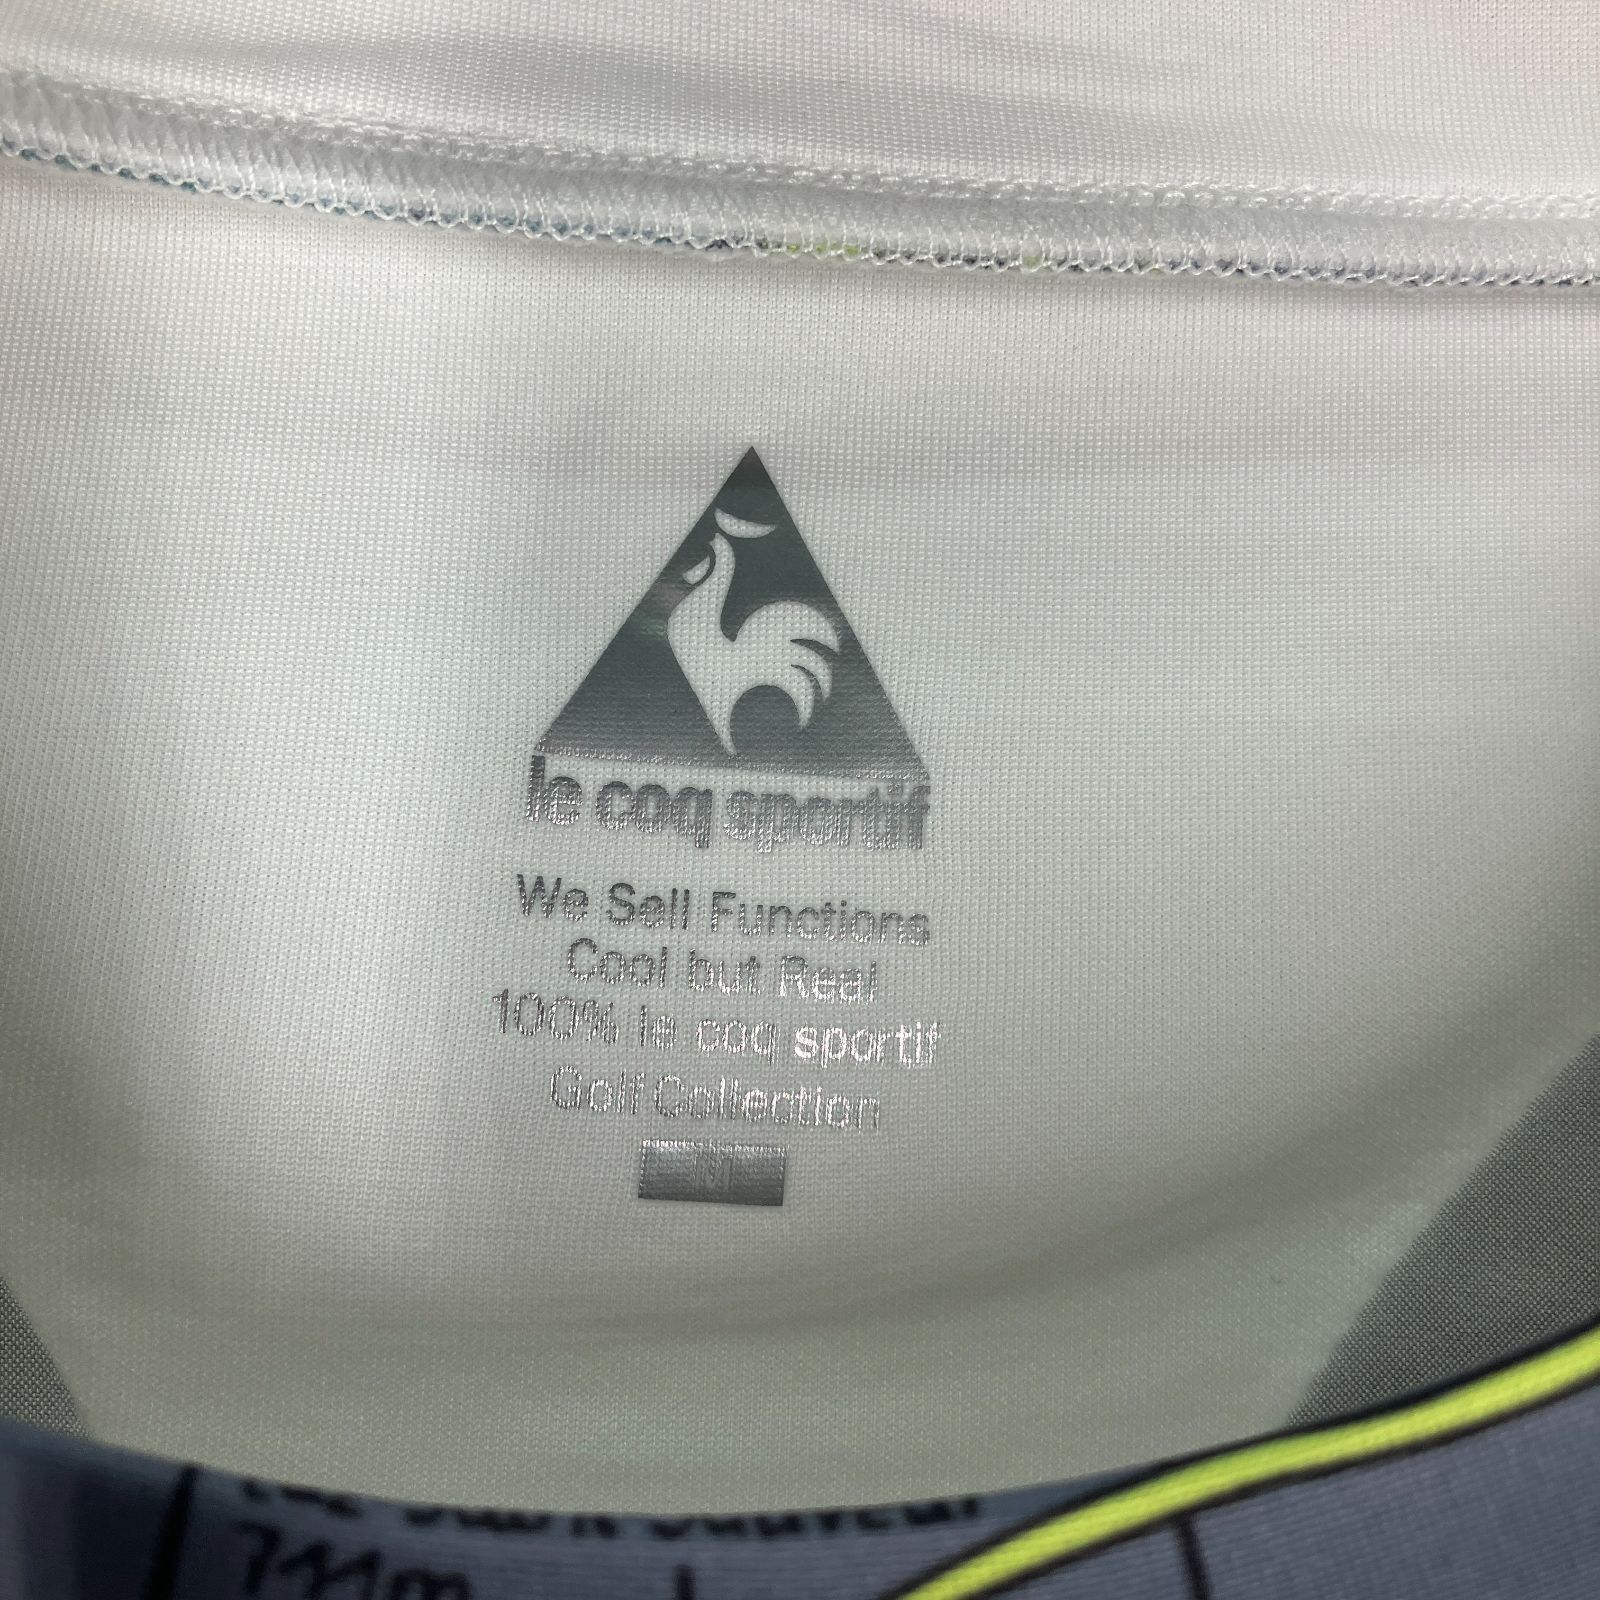 le coq sportif
We Sell Functions
Cool but Real
100% le coq sportif
Golf Collection
M